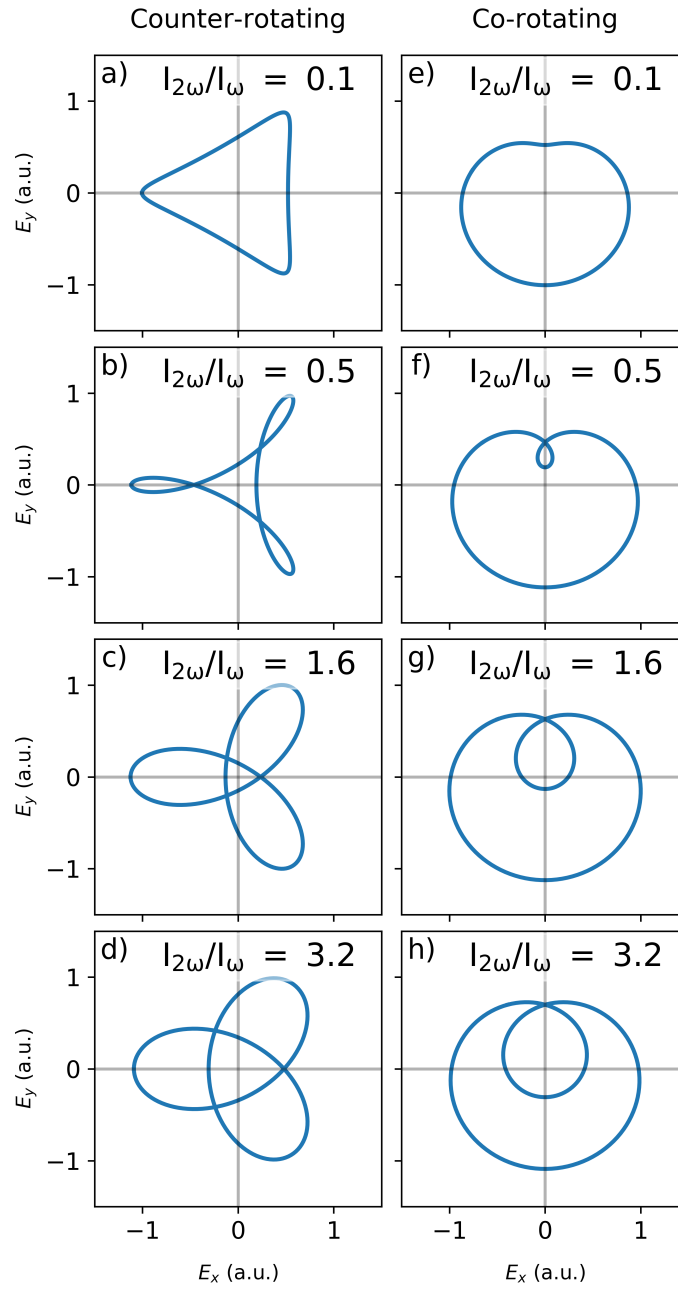 Counter-rotating Co-rotating
a) I₂ω/Iω = 0.1
e) I₂ω/Iω = 0.1
1
0
−1
Ey (a.u.)
b) I₂ω/Iω = 0.5
f) I₂ω/Iω = 0.5
1
0
−1
Ey (a.u.)
c) I₂ω/Iω = 1.6
g) I₂ω/Iω = 1.6
1
0
−1
Ey (a.u.)
d) I₂ω/Iω = 3.2
h) I₂ω/Iω = 3.2
1
0
−1
Ey (a.u.)
−1 0 1 −1 0 1
Ex (a.u.) Ex (a.u.)